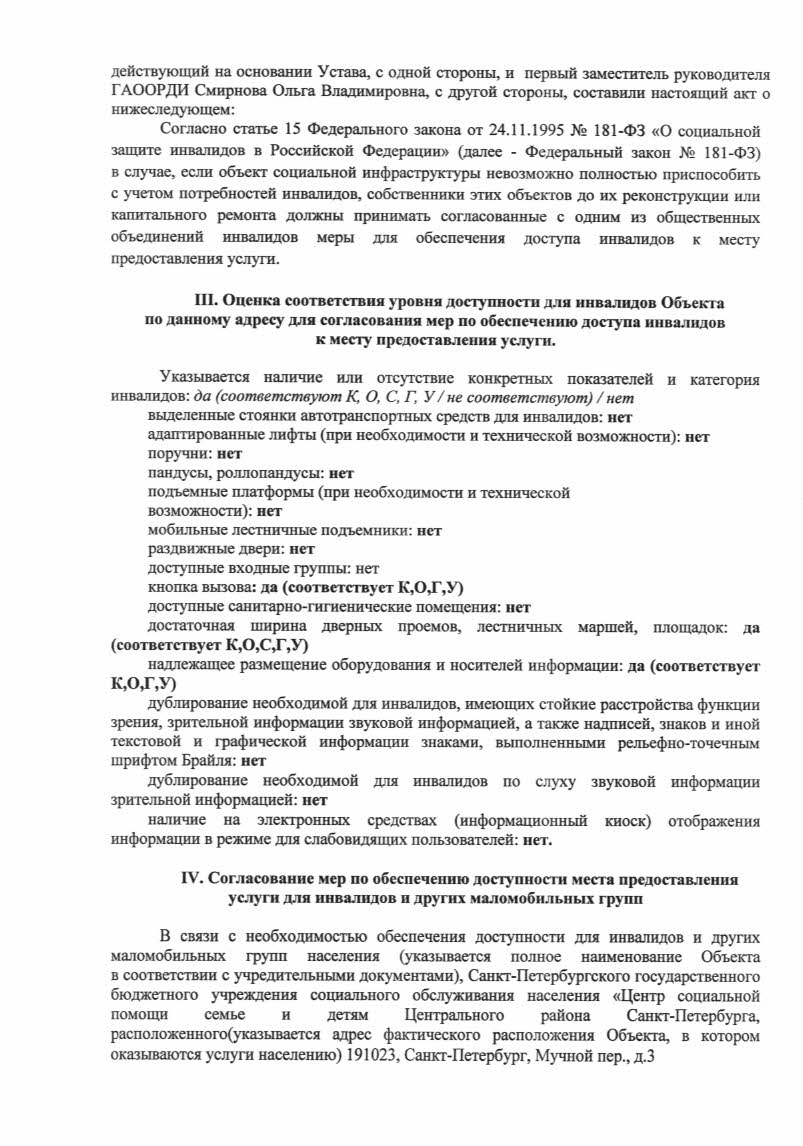 действующий на основании Устава, с одной стороны, и первый заместитель руководителя
ГАООРДИ Смирнова Ольга Владимировна, с другой стороны, составили настоящий акт о
нижеследующем:
Согласно статье 15 Федерального закона от 24.11.1995 № 181-ФЗ «О социальной
защите инвалидов в Российской Федерации» (далее - Федеральный закон № 181-ФЗ)
в случае, если объект социальной инфраструктуры невозможно полностью приспособить
с учетом потребностей инвалидов, собственники этих объектов до их реконструкции или
капитального ремонта должны принимать согласованные с одним из общественных
объединений инвалидов меры для обеспечения доступа инвалидов к месту
предоставления услуги.
III. Оценка соответствия уровня доступности для инвалидов Объекта
по данному адресу для согласования мер по обеспечению доступа инвалидов
к месту предоставления услуги.
Указывается наличие или отсутствие конкретных показателей и категория
инвалидов: да (соответствуют К, О, С, Г, У / не соответствуют) / нет
выделенные стоянки автотранспортных средств для инвалидов: нет
адаптированные лифты (при необходимости и технической возможности): нет
поручни: нет
пандусы, роллопандусы: нет
подъемные платформы (при необходимости и технической
возможности): нет
мобильные лестничные подъемники: нет
раздвижные двери: нет
доступные входные группы: нет
кнопка вызова: да (соответствует К,О,Г,У)
доступные санитарно-гигиенические помещения: нет
достаточная ширина дверных проемов, лестничных маршей, площадок: да
(соответствует К,О,С,Г,У)
надлежащее размещение оборудования и носителей информации: да (соответствует
К,О,Г,У)
дублирование необходимой для инвалидов, имеющих стойкие расстройства функции
зрения, зрительной информации звуковой информацией, а также надписей, знаков и иной
текстовой и графической информации знаками, выполненными рельефно-точечным
шрифтом Брайля: нет
дублирование необходимой для инвалидов по слуху звуковой информации
зрительной информацией: нет
наличие на электронных средствах (информационный киоск) отображения
информации в режиме для слабовидящих пользователей: нет.
IV. Согласование мер по обеспечению доступности места предоставления
услуги для инвалидов и других маломобильных групп
В связи с необходимостью обеспечения доступности для инвалидов и других
маломобильных групп населения (указывается полное наименование Объекта
в соответствии с учредительными документами), Санкт-Петербургского государственного
бюджетного учреждения социального обслуживания населения «Центр социальной
помощи семье и детям Центрального района Санкт-Петербурга,
расположенного(указывается адрес фактического расположения Объекта, в котором
оказываются услуги населению) 191023, Санкт-Петербург, Мучной пер., д.3